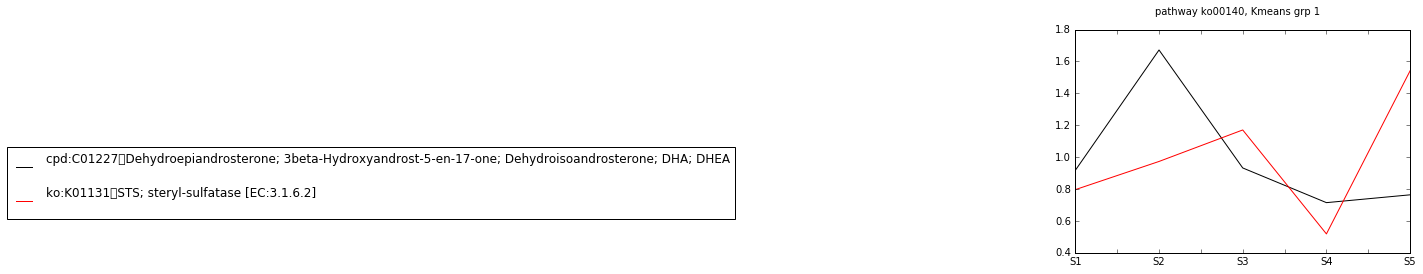 pathway ko00140, Kmeans grp 1
1.8
1.6
1.4
1.2
1.0
0.8
0.6
0.4
S1 S2 S3 S4 S5
cpd:C01227▯Dehydroepiandrosterone; 3beta-Hydroxyandrost-5-en-17-one; Dehydroisoandrosterone; DHA; DHEA
ko:K01131▯STS; steryl-sulfatase [EC:3.1.6.2]